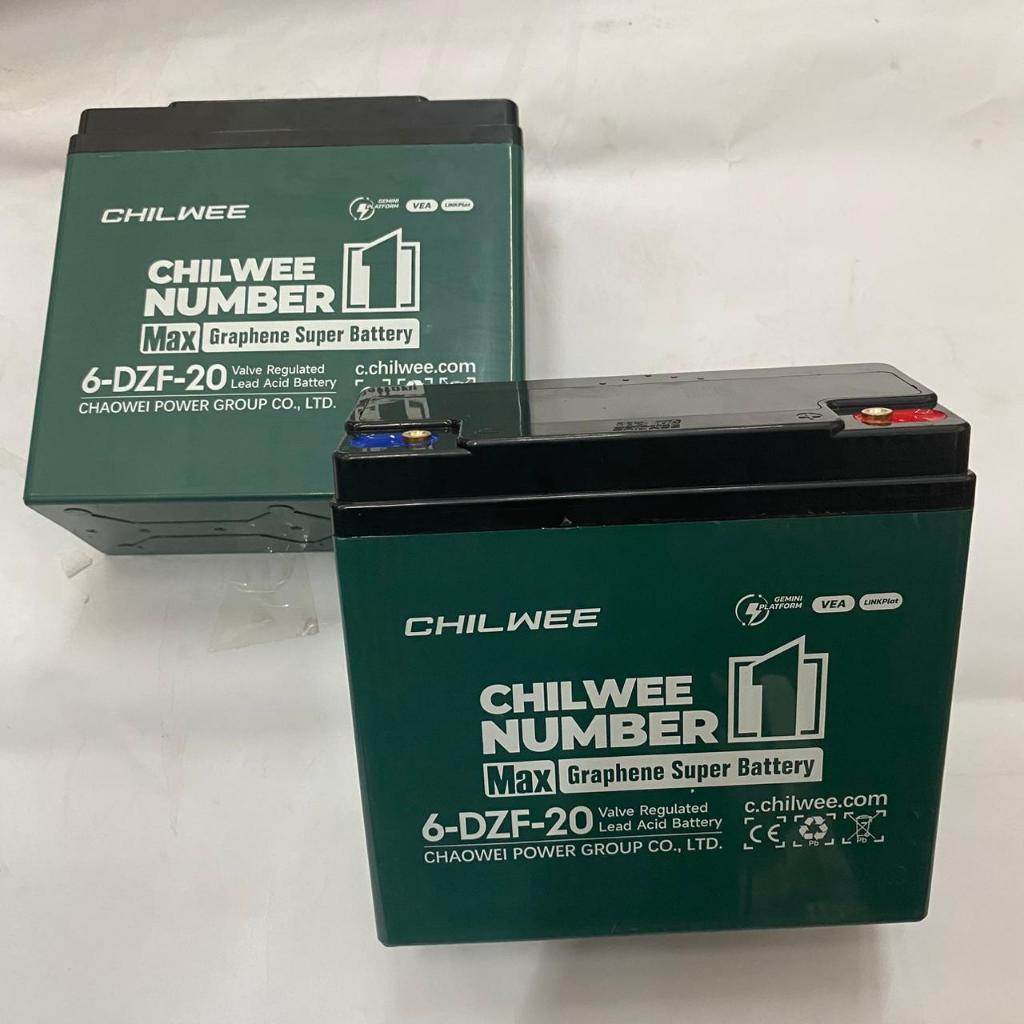 CHILWEE
GEMINI
PLATFORM
VEA
LINKPlat
CHILWEE
NUMBER 1
Max Graphene Super Battery
6-DZF-20 Valve Regulated
Lead Acid Battery
c.chilwee.com
CHAOWEI POWER GROUP CO., LTD.
CHILWEE
GEMINI
PLATFORM
VEA
LINKPlat
CHILWEE
NUMBER 1
Max Graphene Super Battery
6-DZF-20 Valve Regulated
Lead Acid Battery
c.chilwee.com
CE
Pb
Pb
CHAOWEI POWER GROUP CO., LTD.